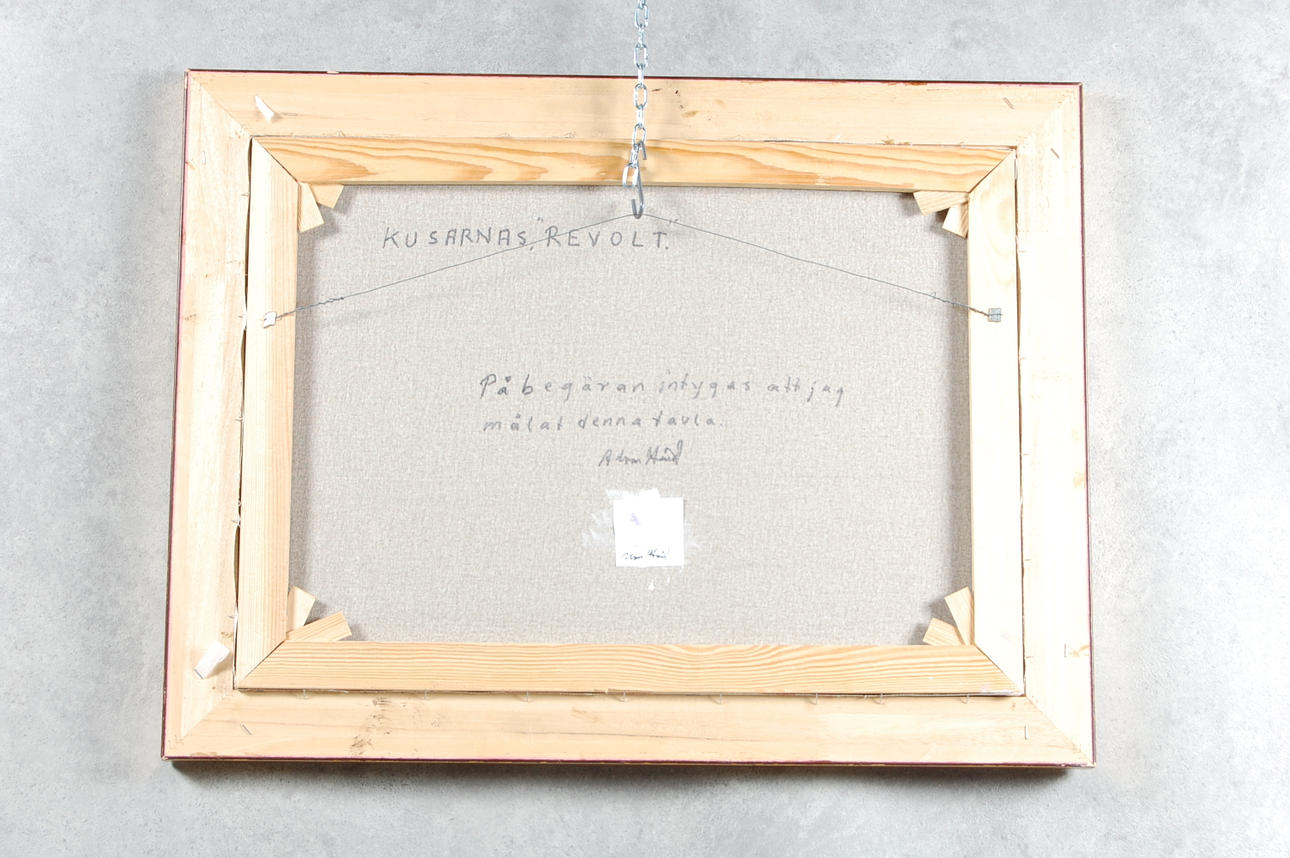 KUSARNAS, "REVOLT."
På begäran intygas att jag
målat denna tavla.